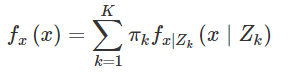 f_x (x) = \sum_{k=1}^{K} \pi_k f_{x|Z_k} (x | Z_k)